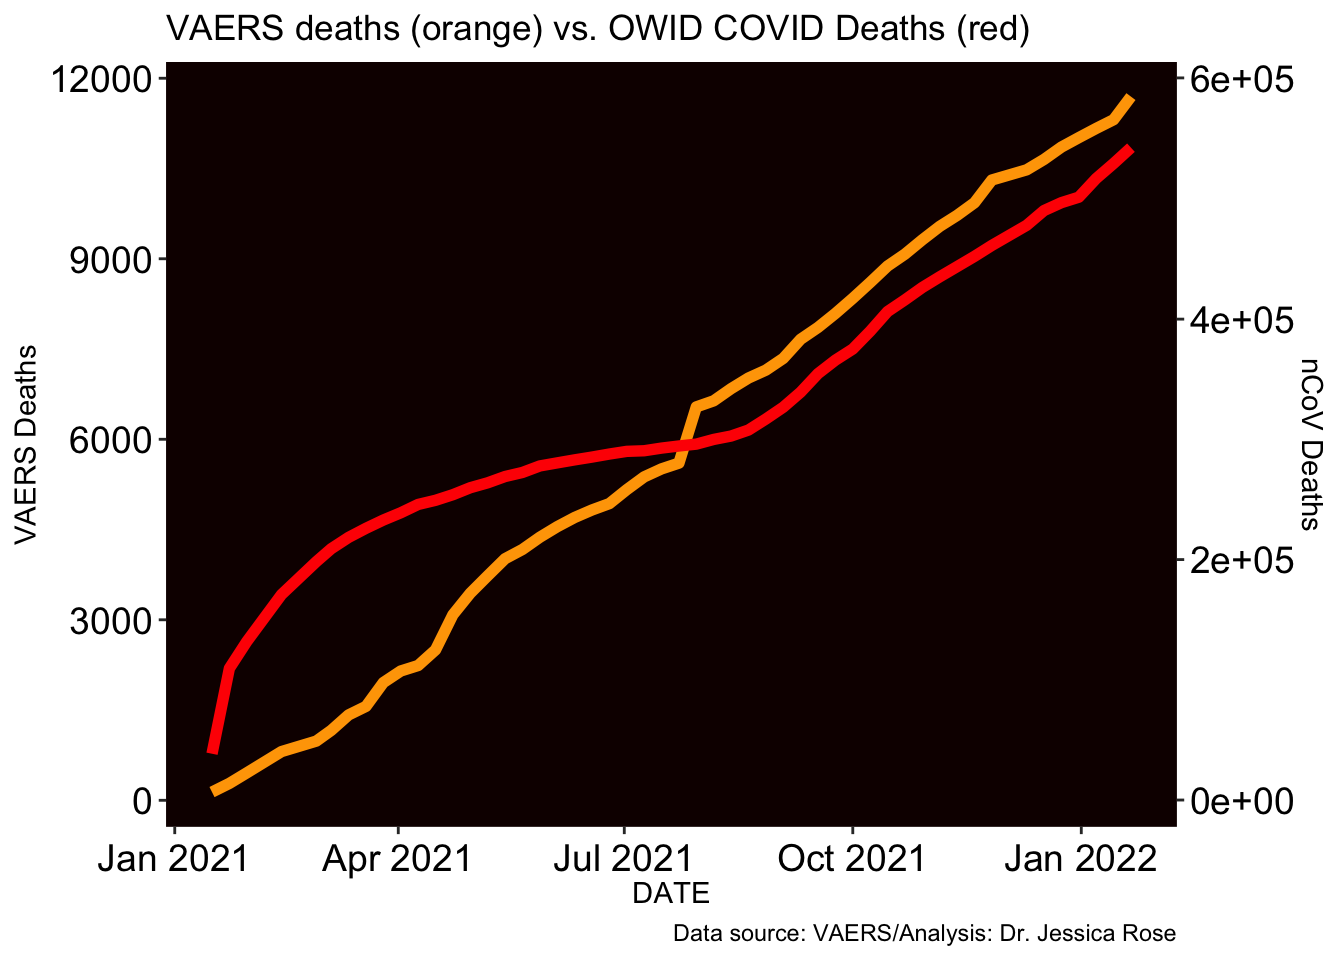 VAERS deaths (orange) vs. OWID COVID Deaths (red)
12000
9000
6000
3000
0
VAERS Deaths
6e+05
4e+05
2e+05
0e+00
nCoV Deaths
Jan 2021
Apr 2021
Jul 2021
Oct 2021
Jan 2022
DATE
Data source: VAERS/Analysis: Dr. Jessica Rose